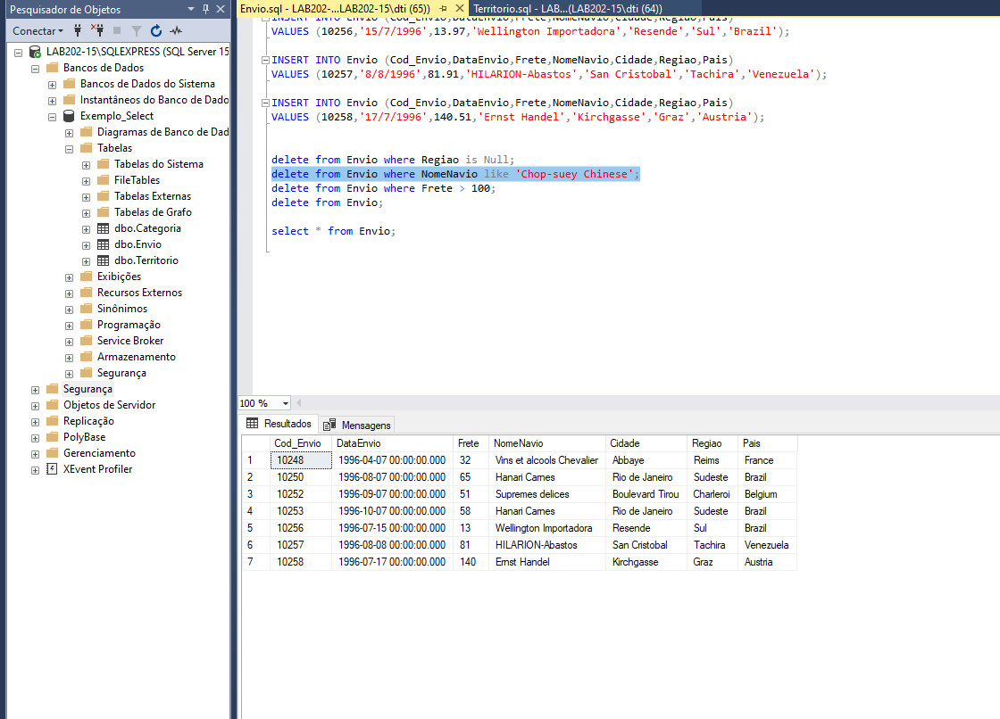 Pesquisador de Objetos
Conectar
LAB202-15\SQLEXPRESS (SQL Server 15
Bancos de Dados
Bancos de Dados do Sistema
Instantâneos do Banco de Dado
Exemplo_Select
Diagramas de Banco de Dad
Tabelas
Tabelas do Sistema
FileTables
Tabelas Externas
Tabelas de Grafo
dbo.Categoria
dbo.Envio
dbo.Territorio
Exibições
Recursos Externos
Sinônimos
Programação
Service Broker
Armazenamento
Segurança
Segurança
Objetos de Servidor
Replicação
PolyBase
Gerenciamento
XEvent Profiler
Envio.sql - LAB202-...LAB202-15\dti (65))
Territorio.sql - LAB...(LAB202-15\dti (64))
INSERT INTO Envio (Cod_Envio,DataEnvio,Frete,NomeNavio,Cidade,Regiao,Pais)
VALUES (10256,'15/7/1996',13.97,'Wellington Importadora','Resende','Sul','Brazil');
INSERT INTO Envio (Cod_Envio,DataEnvio,Frete,NomeNavio,Cidade,Regiao,Pais)
VALUES (10257,'8/8/1996',81.91,'HILARION-Abastos','San Cristobal','Tachira','Venezuela');
INSERT INTO Envio (Cod_Envio,DataEnvio,Frete,NomeNavio,Cidade,Regiao,Pais)
VALUES (10258,'17/7/1996',140.51,'Ernst Handel','Kirchgasse','Graz','Austria');
delete from Envio where Regiao is Null;
delete from Envio where NomeNavio like 'Chop-suey Chinese';
delete from Envio where Frete > 100;
delete from Envio;
select * from Envio;
100 %
Resultados
Mensagens
Cod_Envio DataEnvio Frete NomeNavio Cidade Regiao Pais
1 10248 1996-04-07 00:00:00.000 32 Vins et alcools Chevalier Abbaye Reims France
2 10250 1996-08-07 00:00:00.000 65 Hanari Carnes Rio de Janeiro Sudeste Brazil
3 10252 1996-09-07 00:00:00.000 51 Supremes delices Boulevard Tirou Charleroi Belgium
4 10253 1996-10-07 00:00:00.000 58 Hanari Carnes Rio de Janeiro Sudeste Brazil
5 10256 1996-07-15 00:00:00.000 13 Wellington Importadora Resende Sul Brazil
6 10257 1996-08-08 00:00:00.000 81 HILARION-Abastos San Cristobal Tachira Venezuela
7 10258 1996-07-17 00:00:00.000 140 Ernst Handel Kirchgasse Graz Austria